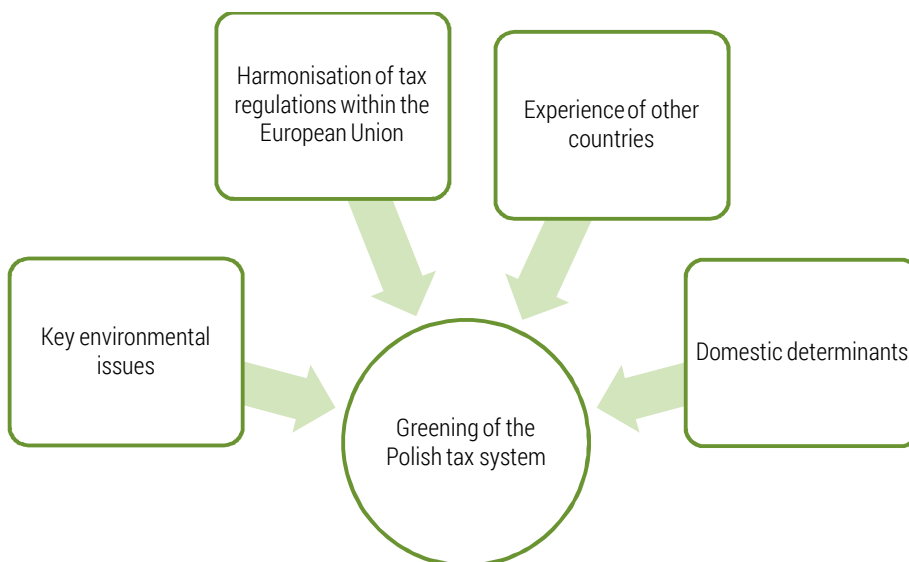 Harmonisation of tax
regulations within the
European Union
Experience of other
countries
Key environmental
issues
Domestic determinants
Greening of the
Polish tax system